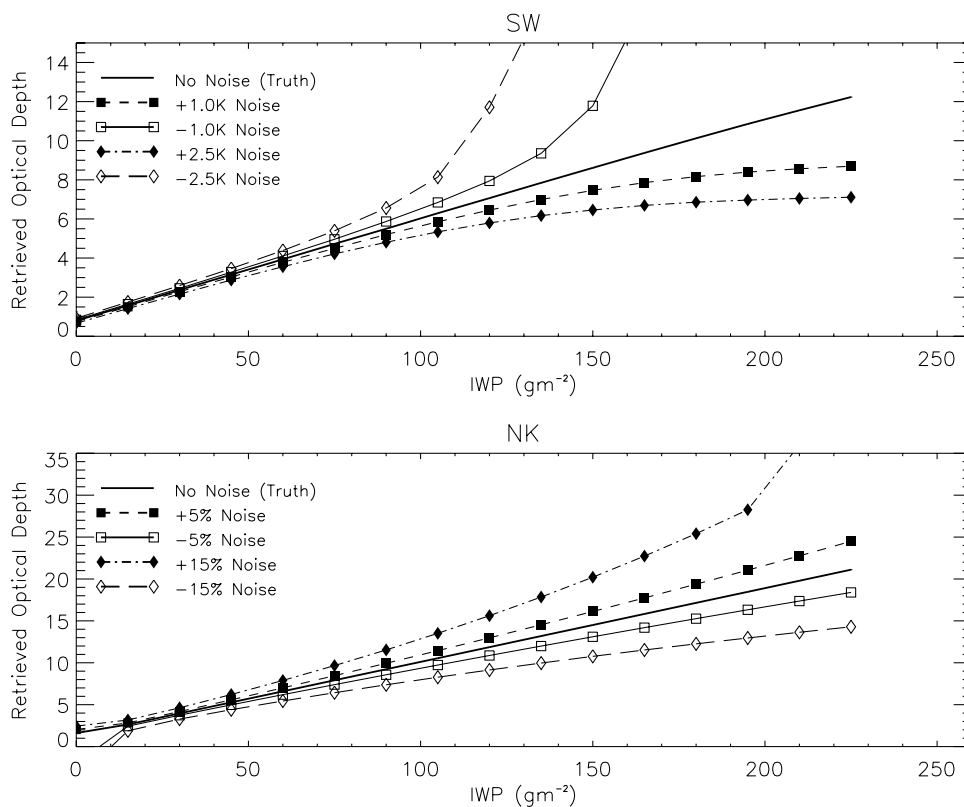 SW
14
12
10
8
6
4
2
0
Retrieved Optical Depth
No Noise (Truth)
+1.0K Noise
−1.0K Noise
+2.5K Noise
−2.5K Noise
0 50 100 150 200 250
IWP (gm⁻²)
NK
35
30
25
20
15
10
5
0
Retrieved Optical Depth
No Noise (Truth)
+5% Noise
−5% Noise
+15% Noise
−15% Noise
0 50 100 150 200 250
IWP (gm⁻²)